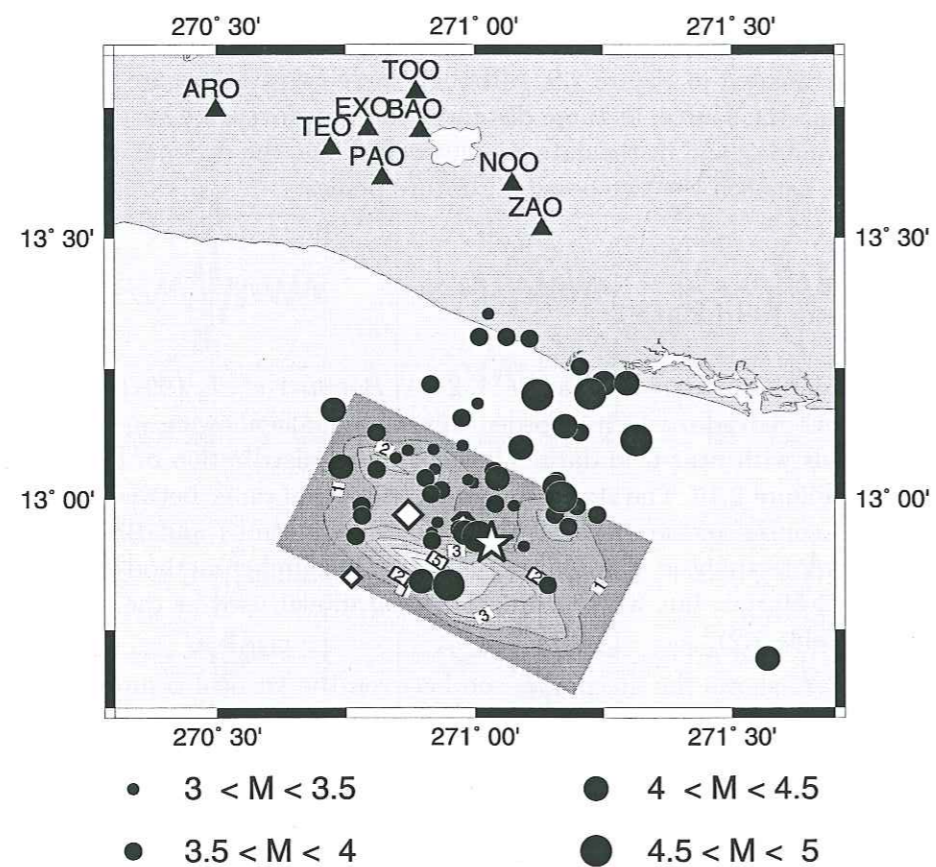 270° 30' 271° 00' 271° 30'
TOO
ARO
EXO BAO
TEO
PAO
NOO
ZAO
13° 30' 13° 30'
2
1
13° 00' 13° 00'
3
5
2 2
1
1
3
270° 30' 271° 00' 271° 30'
3 < M < 3.5 4 < M < 4.5
3.5 < M < 4 4.5 < M < 5